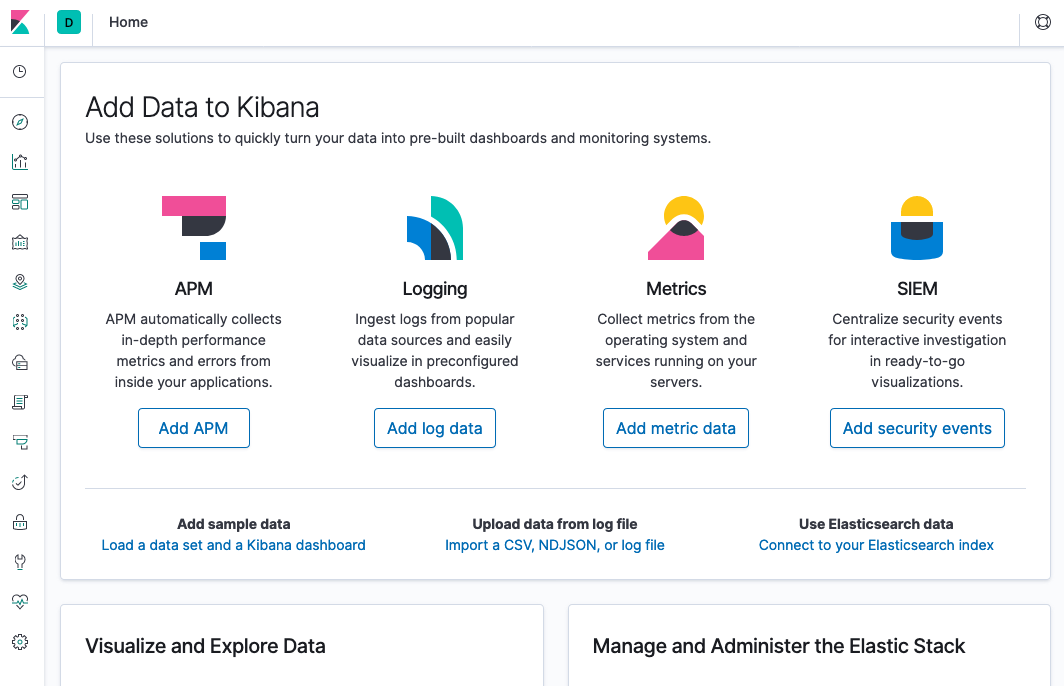 D
Home
Add Data to Kibana
Use these solutions to quickly turn your data into pre-built dashboards and monitoring systems.
APM
APM automatically collects
in-depth performance
metrics and errors from
inside your applications.
Add APM
Logging
Ingest logs from popular
data sources and easily
visualize in preconfigured
dashboards.
Add log data
Metrics
Collect metrics from the
operating system and
services running on your
servers.
Add metric data
SIEM
Centralize security events
for interactive investigation
in ready-to-go
visualizations.
Add security events
Add sample data
Load a data set and a Kibana dashboard
Upload data from log file
Import a CSV, NDJSON, or log file
Use Elasticsearch data
Connect to your Elasticsearch index
Visualize and Explore Data
Manage and Administer the Elastic Stack